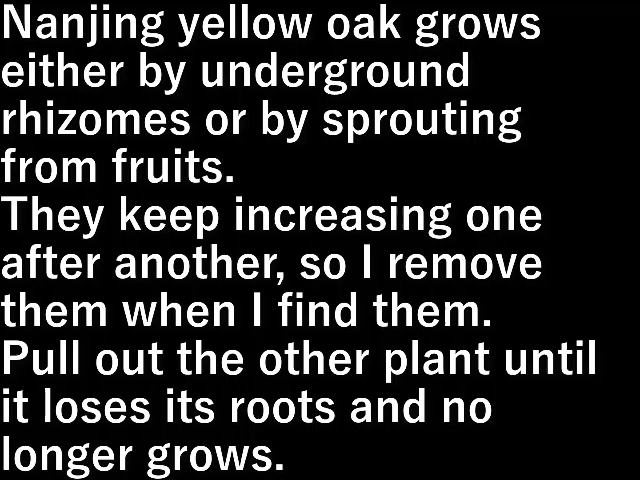 Nanjing yellow oak grows
either by underground
rhizomes or by sprouting
from fruits.
They keep increasing one
after another, so I remove
them when I find them.
Pull out the other plant until
it loses its roots and no
longer grows.